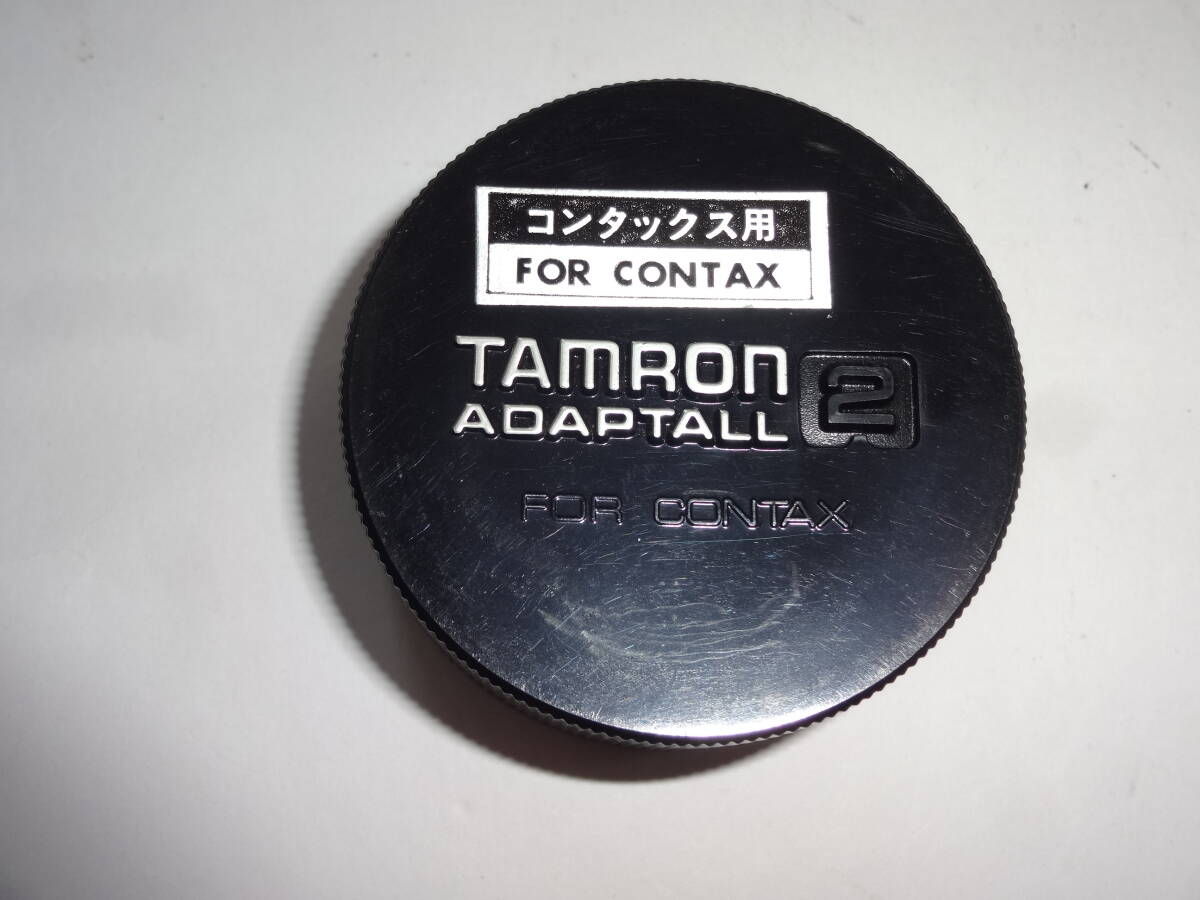 コンタックス用
FOR CONTAX
TAMRON
ADAPTALL 2
FOR CONTAX